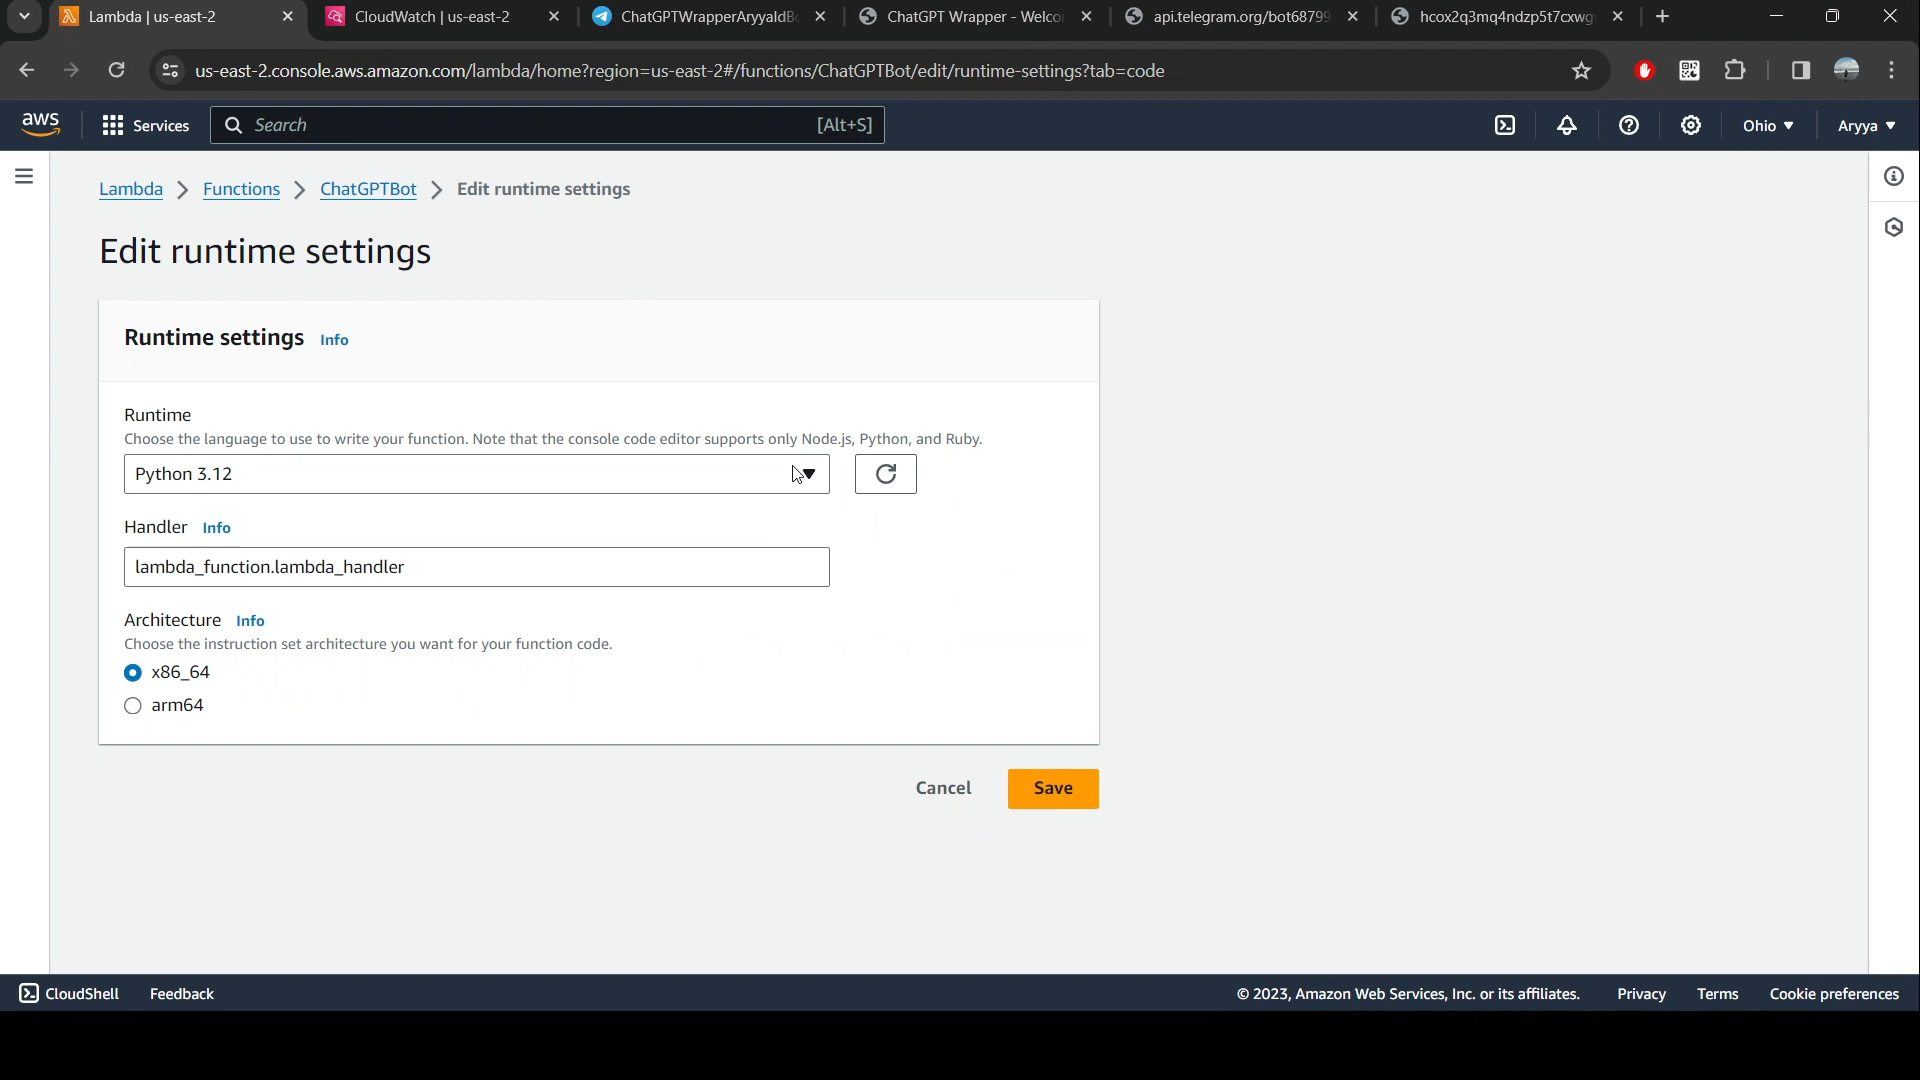 Lambda | us-east-2
CloudWatch | us-east-2
ChatGPTWrapperAryyaIdB
ChatGPT Wrapper - Welco
api.telegram.org/bot68799
hcox2q3mq4ndzp5t7cxwg
us-east-2.console.aws.amazon.com/lambda/home?region=us-east-2#/functions/ChatGPTBot/edit/runtime-settings?tab=code
aws
Services
Search
[Alt+S]
Ohio
Aryya
Lambda
Functions
ChatGPTBot
Edit runtime settings
Edit runtime settings
Runtime settings Info
Runtime
Choose the language to use to write your function. Note that the console code editor supports only Node.js, Python, and Ruby.
Python 3.12
Handler Info
lambda_function.lambda_handler
Architecture Info
Choose the instruction set architecture you want for your function code.
x86_64
arm64
Cancel
Save
CloudShell
Feedback
© 2023, Amazon Web Services, Inc. or its affiliates.
Privacy
Terms
Cookie preferences